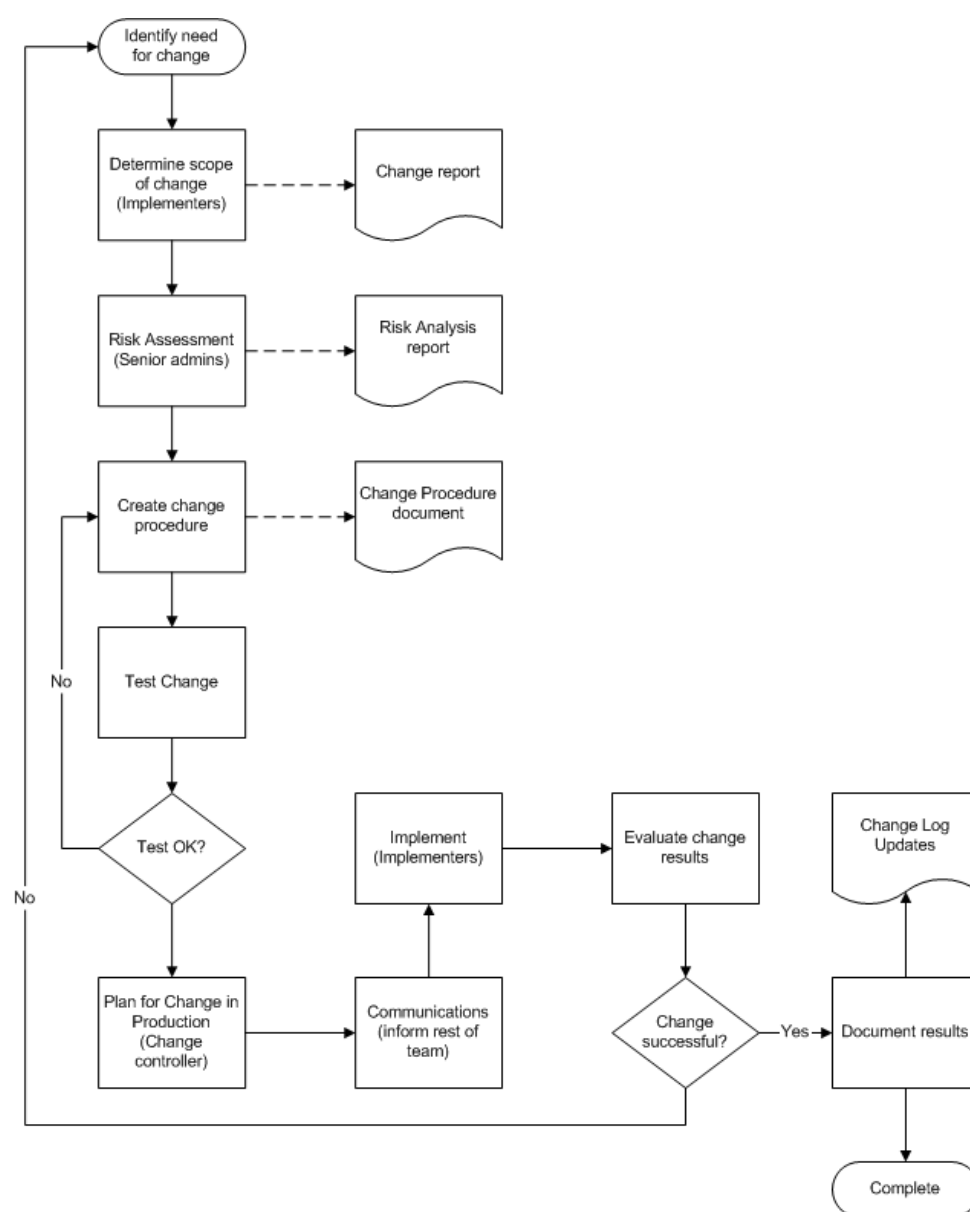 Identify need
for change
Determine scope
of change
(Implementers)
Change report
Risk Assessment
(Senior admins)
Risk Analysis
report
Create change
procedure
Change Procedure
document
No
Test Change
Test OK?
No
Implement
(Implementers)
Evaluate change
results
Change Log
Updates
Plan for Change in
Production
(Change
controller)
Communications
(inform rest of
team)
Change
successful?
Yes
Document results
Complete